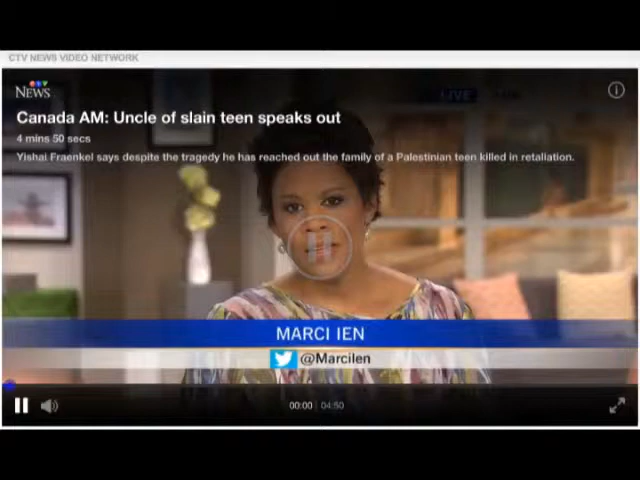 CTV NEWS VIDEO NETWORK
NEWS
LIVE
Canada AM: Uncle of slain teen speaks out
4 mins 50 secs
Yishai Fraenkel says despite the tragedy he has reached out the family of a Palestinian teen killed in retaliation.
MARCI IEN
@MarciIen
00:00 | 04:50